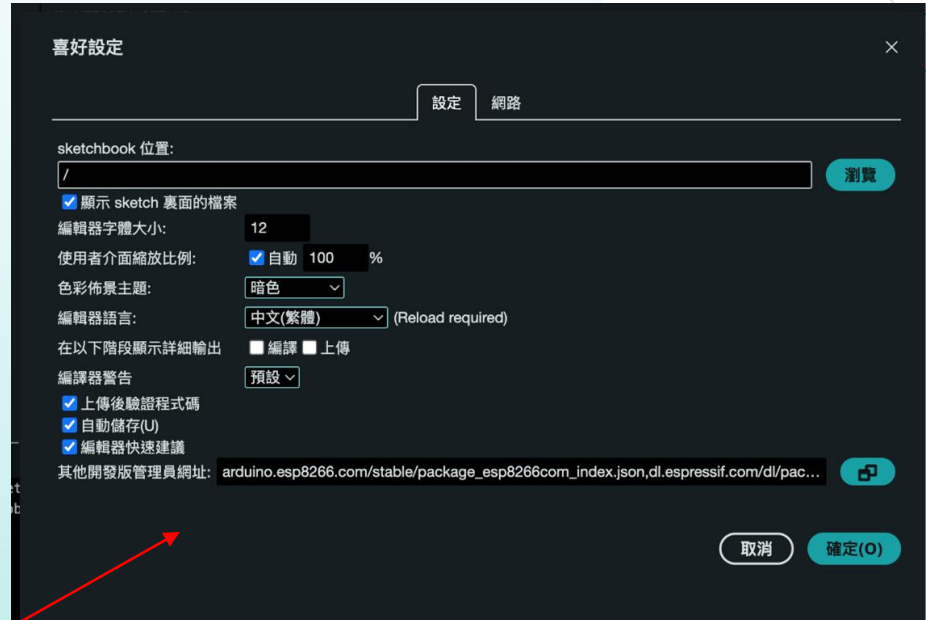 喜好設定
設定 網路
sketchbook 位置:
/ 瀏覽
顯示 sketch 裏面的檔案
編輯器字體大小: 12
使用者介面縮放比例: 自動 100 %
色彩佈景主題: 暗色
編輯器語言: 中文(繁體) (Reload required)
在以下階段顯示詳細輸出 編譯 上傳
編譯器警告 預設
上傳後驗證程式碼
自動儲存(U)
編輯器快速建議
其他開發版管理員網址: arduino.esp8266.com/stable/package_esp8266com_index.json,dl.espressif.com/dl/pac...
取消 確定(O)